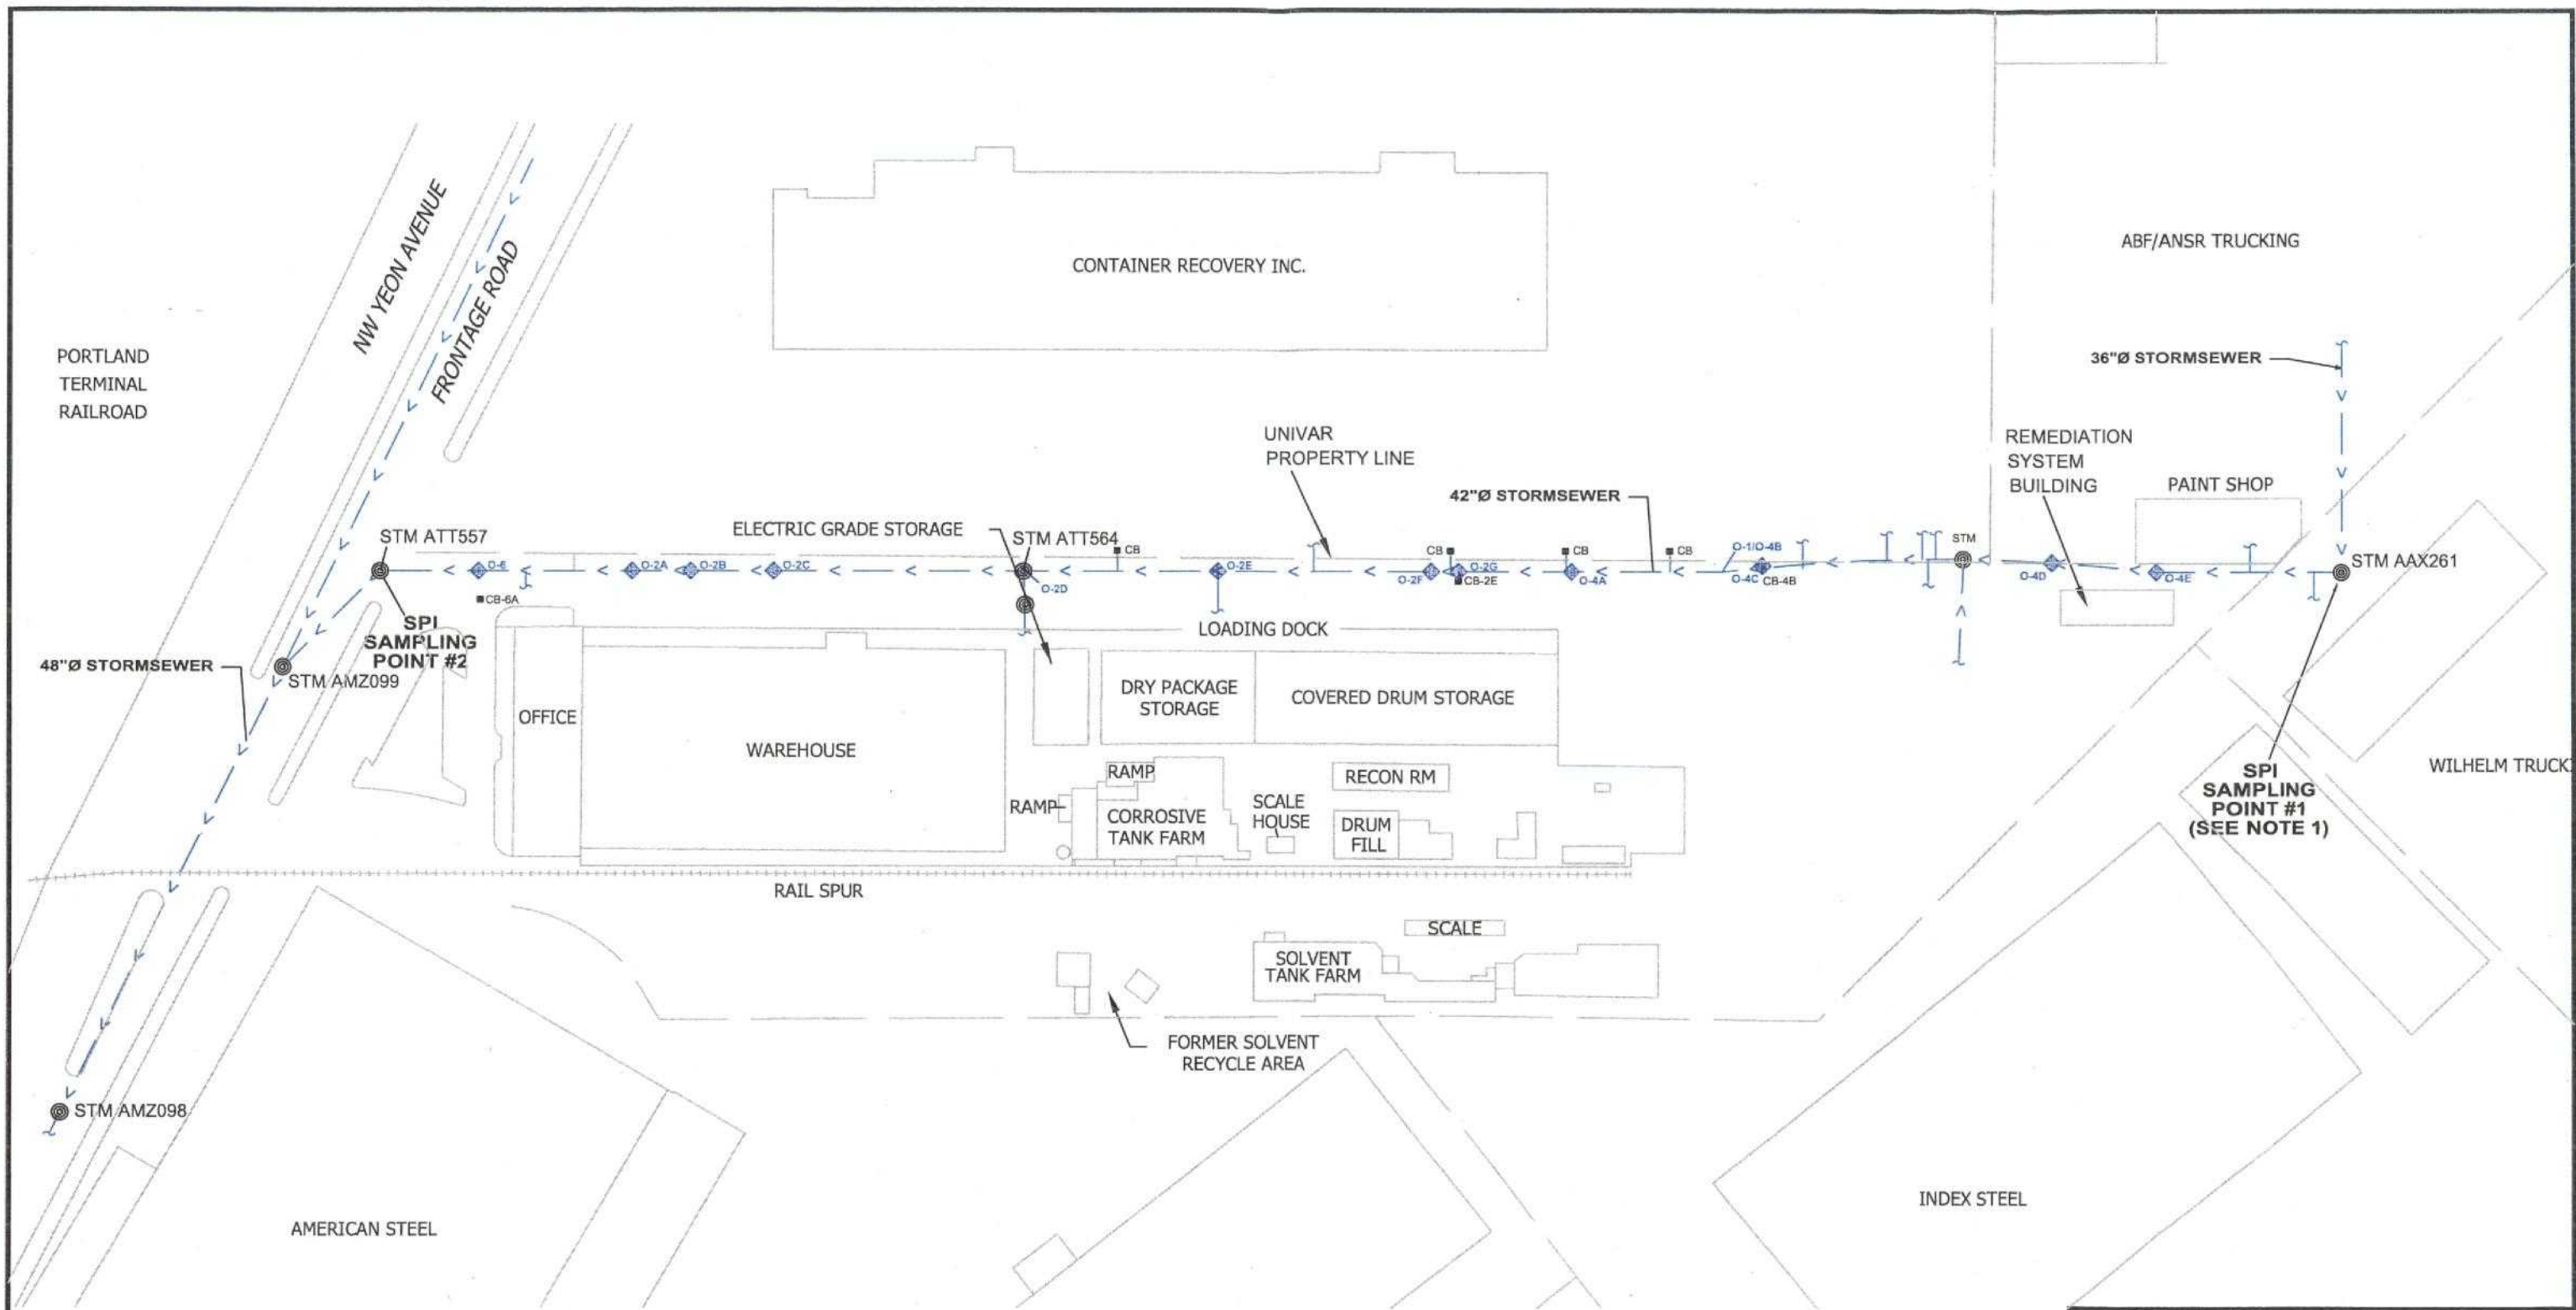 ABF/ANSR TRUCKING
NW YEON AVENUE
FRONTAGE ROAD
CONTAINER RECOVERY INC.
PORTLAND
TERMINAL
RAILROAD
36"Ø STORMSEWER
UNIVAR
PROPERTY LINE
REMEDIATION
SYSTEM
BUILDING
PAINT SHOP
42"Ø STORMSEWER
ELECTRIC GRADE STORAGE
STM ATT557
STM ATT564
CB
CB
CB
CB
O-1/O-4B
STM
STM AAX261
O-6
O-2A
O-2B
O-2C
O-2D
O-2E
O-2F
O-2G
CB-2E
O-4A
O-4C
CB-4B
O-4D
O-4E
CB-6A
SPI
SAMPLING
POINT #2
LOADING DOCK
48"Ø STORMSEWER
STM AMZ099
OFFICE
WAREHOUSE
DRY PACKAGE
STORAGE
COVERED DRUM STORAGE
RAMP
RECON RM
WILHELM TRUCK
SPI
SAMPLING
POINT #1
(SEE NOTE 1)
RAMP
CORROSIVE
TANK FARM
SCALE
HOUSE
DRUM
FILL
RAIL SPUR
SCALE
SOLVENT
TANK FARM
FORMER SOLVENT
RECYCLE AREA
STM AMZ098
AMERICAN STEEL
INDEX STEEL